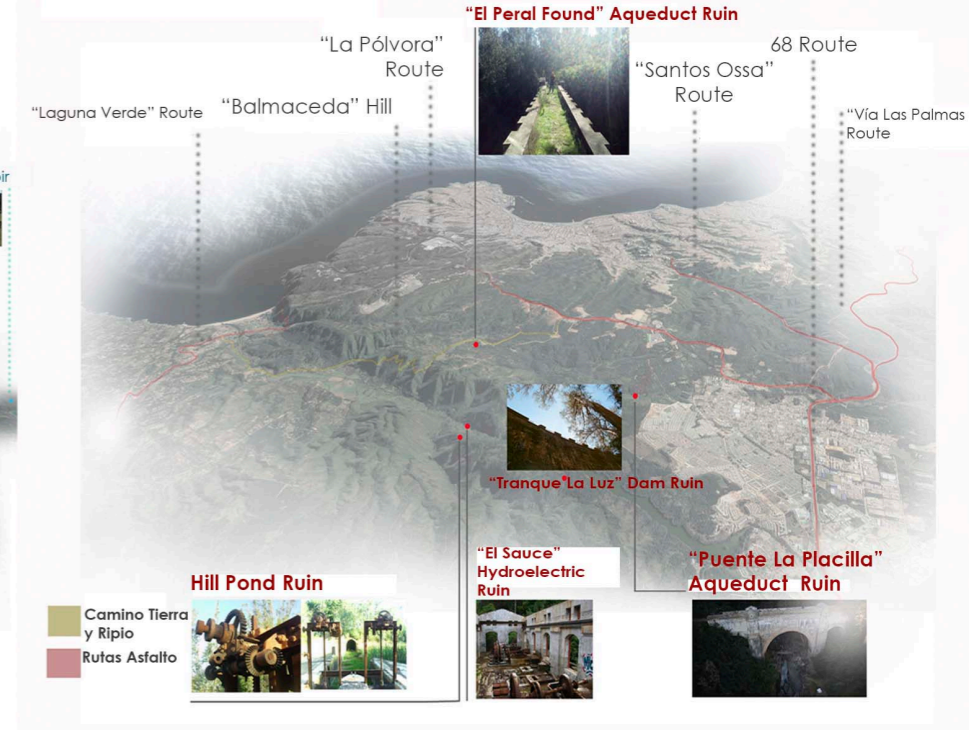 “El Peral Found” Aqueduct Ruin
“La Pólvora”
Route
68 Route
“Santos Ossa”
Route
“Laguna Verde” Route
“Balmaceda” Hill
“Vía Las Palmas
Route
ir
“Tranque La Luz” Dam Ruin
“El Sauce”
Hydroelectric
Ruin
“Puente La Placilla”
Aqueduct Ruin
Hill Pond Ruin
Camino Tierra
y Ripio
Rutas Asfalto